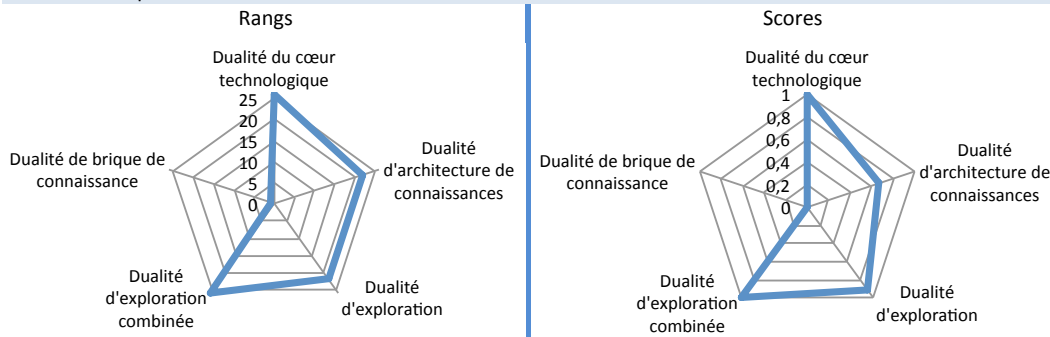 Rangs
Dualité du cœur
technologique
25
20
15
10
5
0
Dualité
d'architecture de
connaissances
Dualité
d'exploration
Dualité
d'exploration
combinée
Dualité de brique de
connaissance
Scores
Dualité du cœur
technologique
1
0,8
0,6
0,4
0,2
0
Dualité
d'architecture de
connaissances
Dualité
d'exploration
Dualité
d'exploration
combinée
Dualité de brique de
connaissance